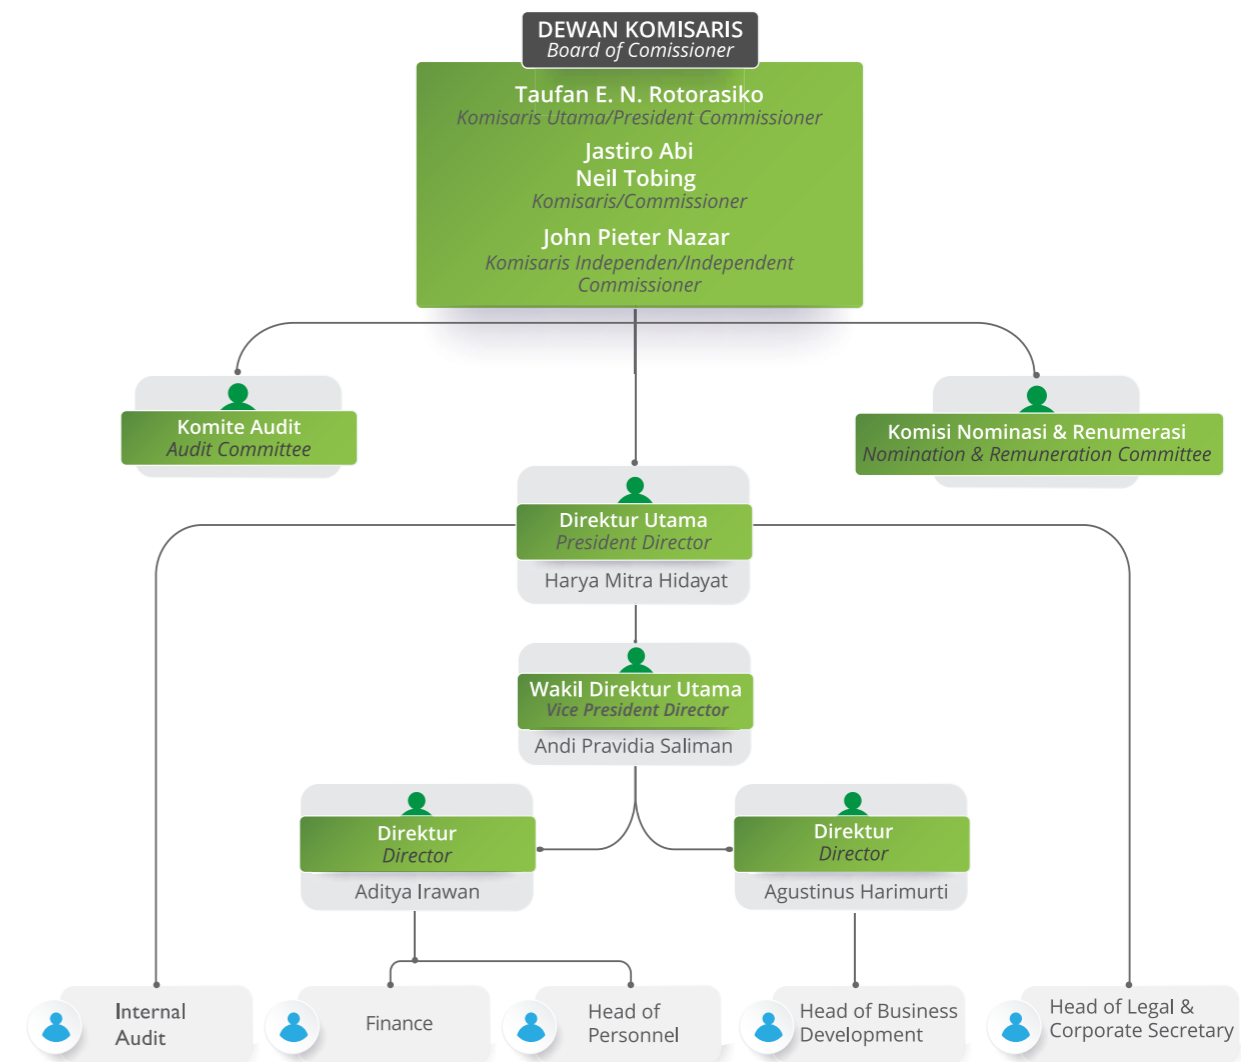 DEWAN KOMISARIS
Board of Comissioner
Taufan E. N. Rotorasiko
Komisaris Utama/President Commissioner
Jastiro Abi
Neil Tobing
Komisaris/Commissioner
John Pieter Nazar
Komisaris Independen/Independent
Commissioner
Komite Audit
Audit Committee
Komisi Nominasi & Renumerasi
Nomination & Remuneration Committee
Direktur Utama
President Director
Harya Mitra Hidayat
Wakil Direktur Utama
Vice President Director
Andi Pravidia Saliman
Direktur
Director
Aditya Irawan
Direktur
Director
Agustinus Harimurti
Internal
Audit
Finance
Head of
Personnel
Head of Business
Development
Head of Legal &
Corporate Secretary